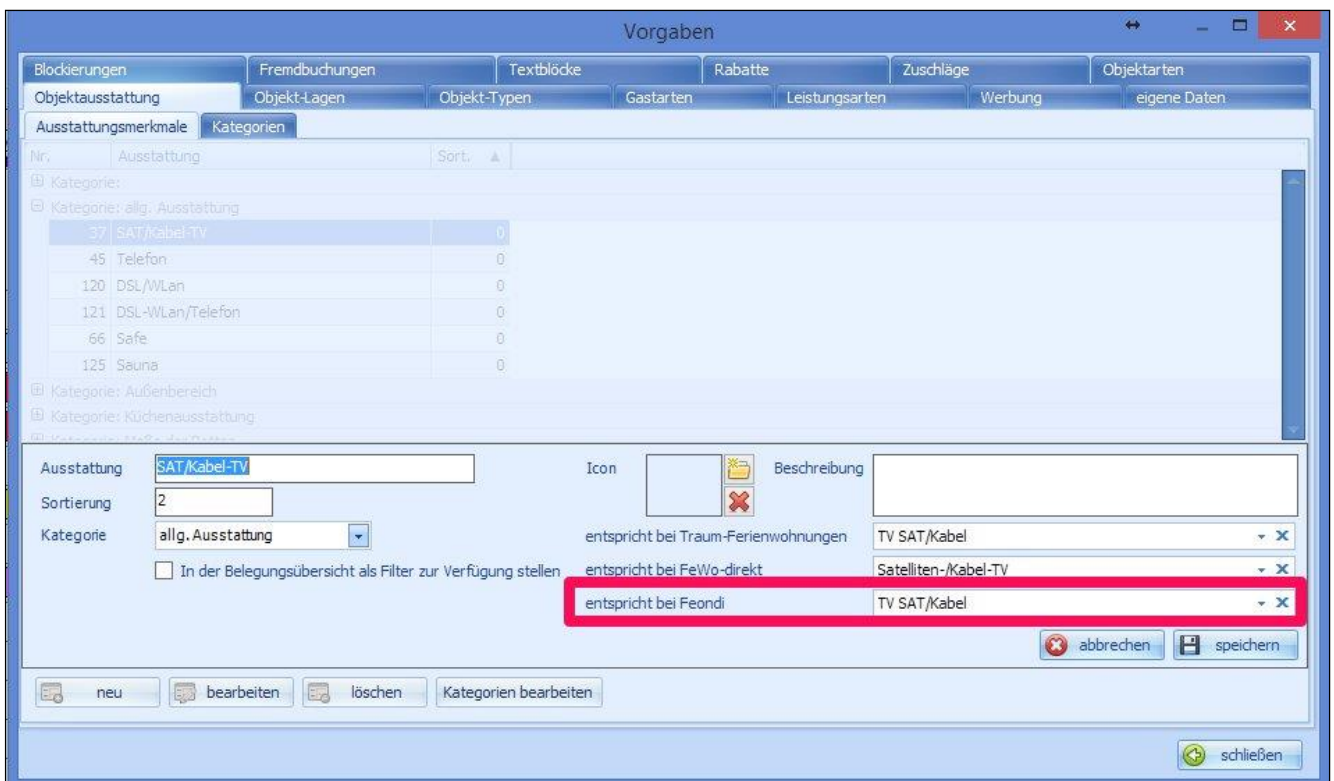 Vorgaben
Blockierungen Fremdbuchungen Textblöcke Rabatte Zuschläge Objektarten
Objektausstattung Objekt-Lagen Objekt-Typen Gastarten Leistungsarten Werbung eigene Daten
Ausstattungsmerkmale Kategorien
Nr. Ausstattung Sort.
Kategorie:
Kategorie: allg. Ausstattung
37 SAT/Kabel-TV 0
45 Telefon 0
120 DSL/WLan 0
121 DSL-WLan/Telefon 0
66 Safe 0
125 Sauna 0
Kategorie: Außenbereich
Kategorie: Küchenausstattung
Kategorie: Maße der Betten
Ausstattung SAT/Kabel-TV Icon Beschreibung
Sortierung 2
Kategorie allg. Ausstattung entspricht bei Traum-Ferienwohnungen TV SAT/Kabel
In der Belegungsübersicht als Filter zur Verfügung stellen entspricht bei FeWo-direkt Satelliten-/Kabel-TV
entspricht bei Feondi TV SAT/Kabel
abbrechen speichern
neu bearbeiten löschen Kategorien bearbeiten
schließen